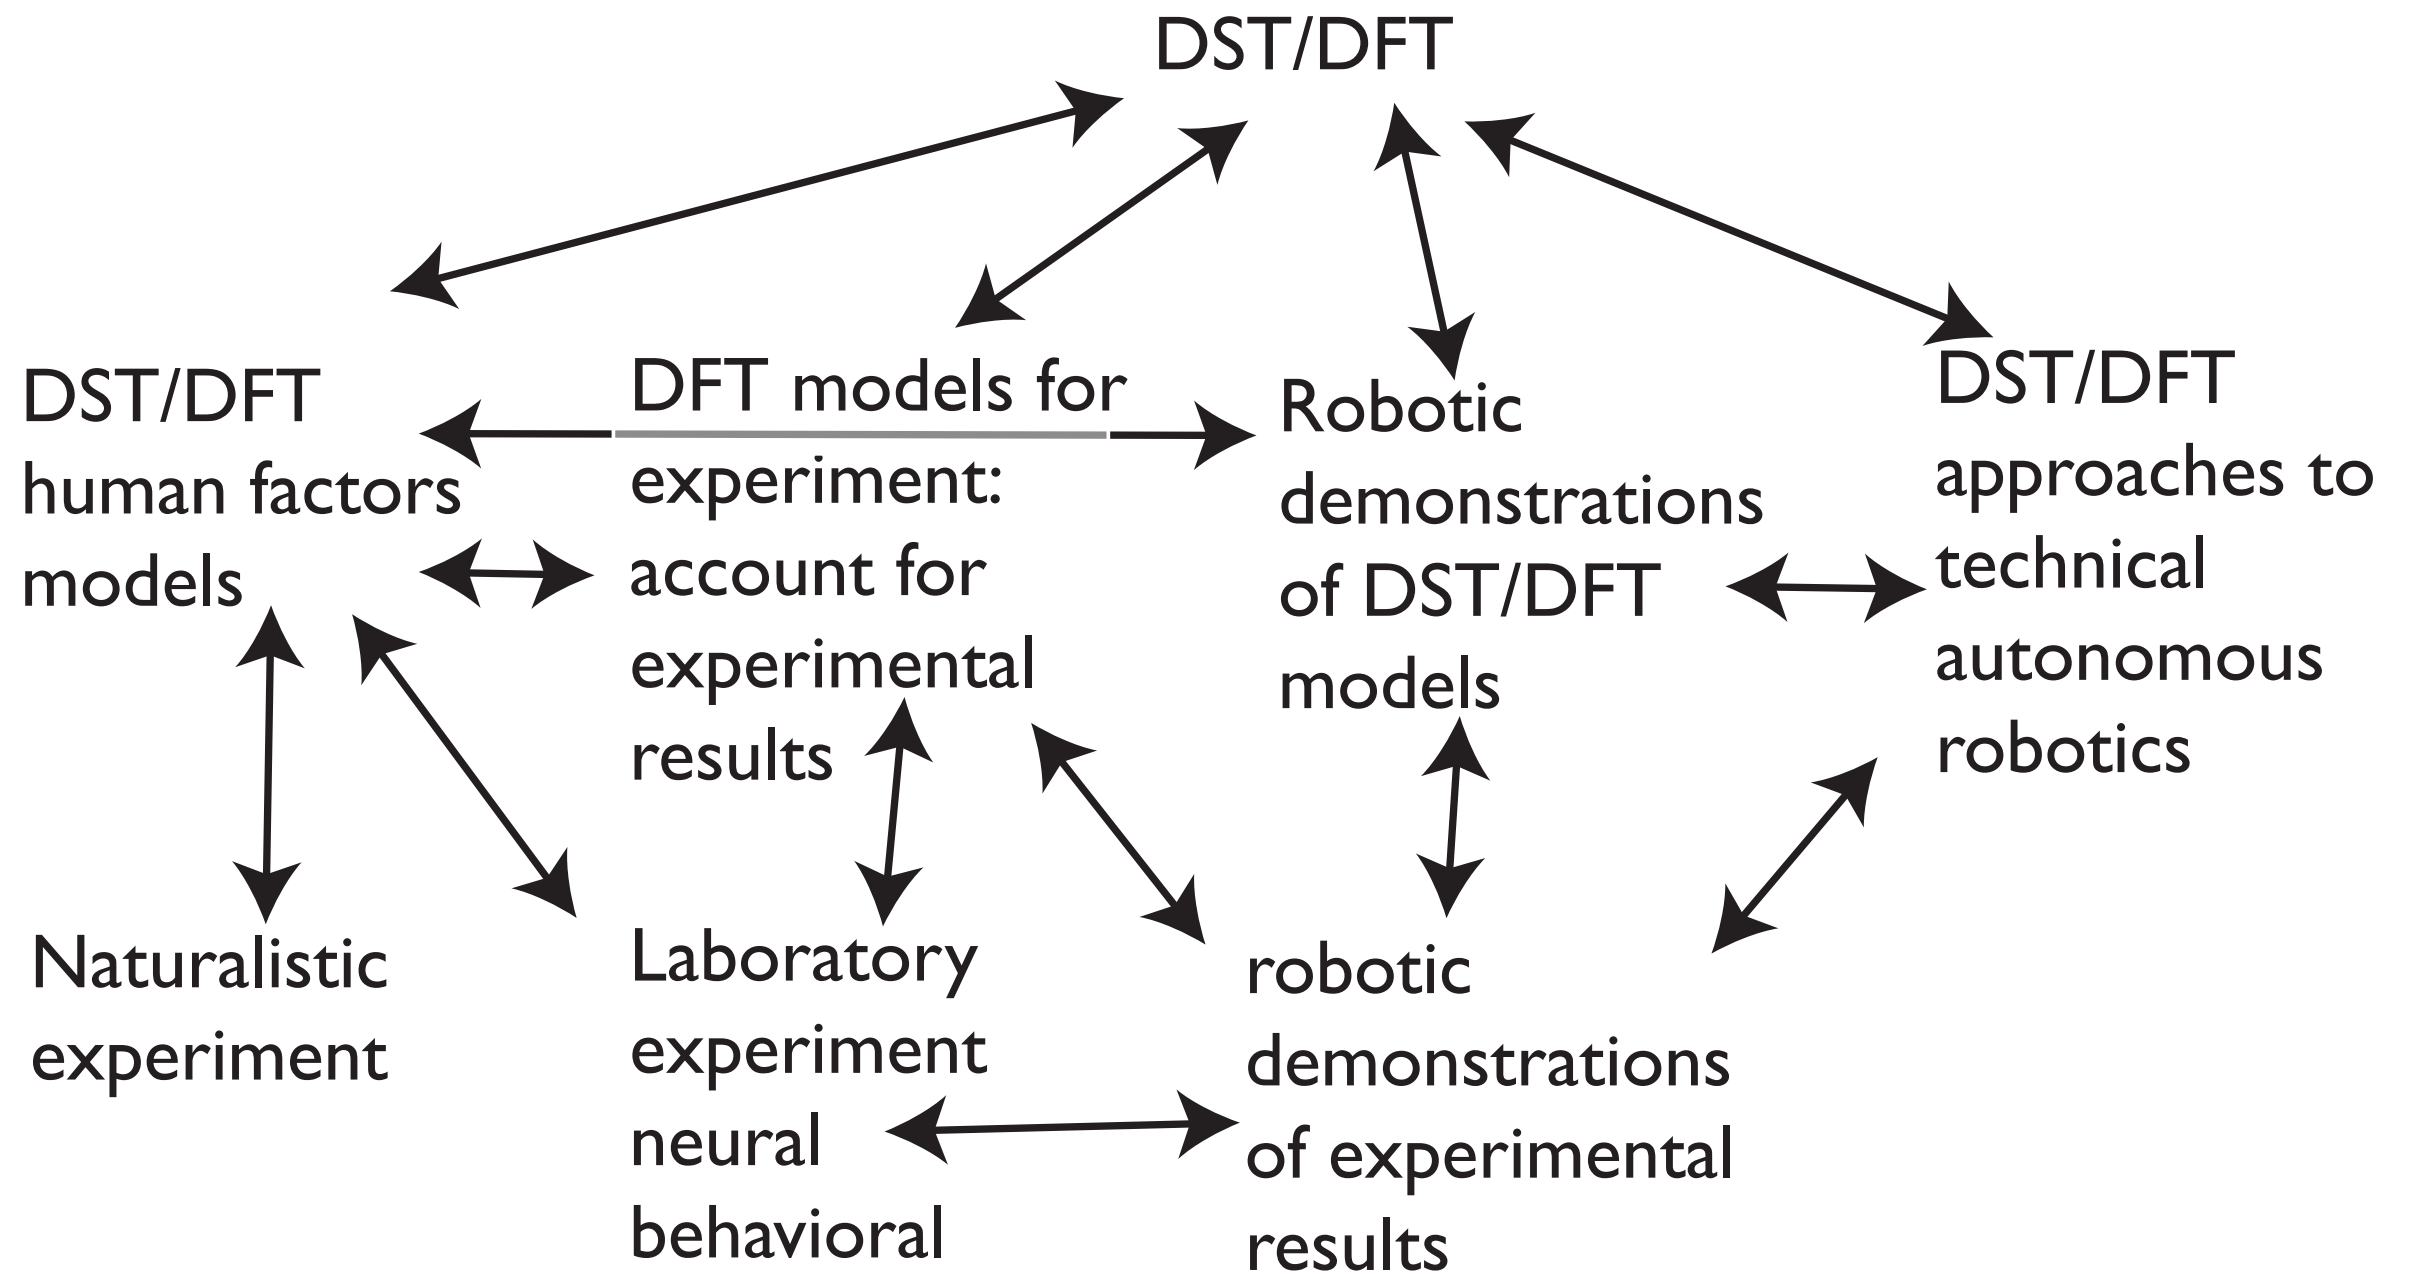 DST/DFT
DST/DFT
human factors
models
DFT models for
experiment:
account for
experimental
results
Robotic
demonstrations
of DST/DFT
models
DST/DFT
approaches to
technical
autonomous
robotics
Naturalistic
experiment
Laboratory
experiment
neural
behavioral
robotic
demonstrations
of experimental
results